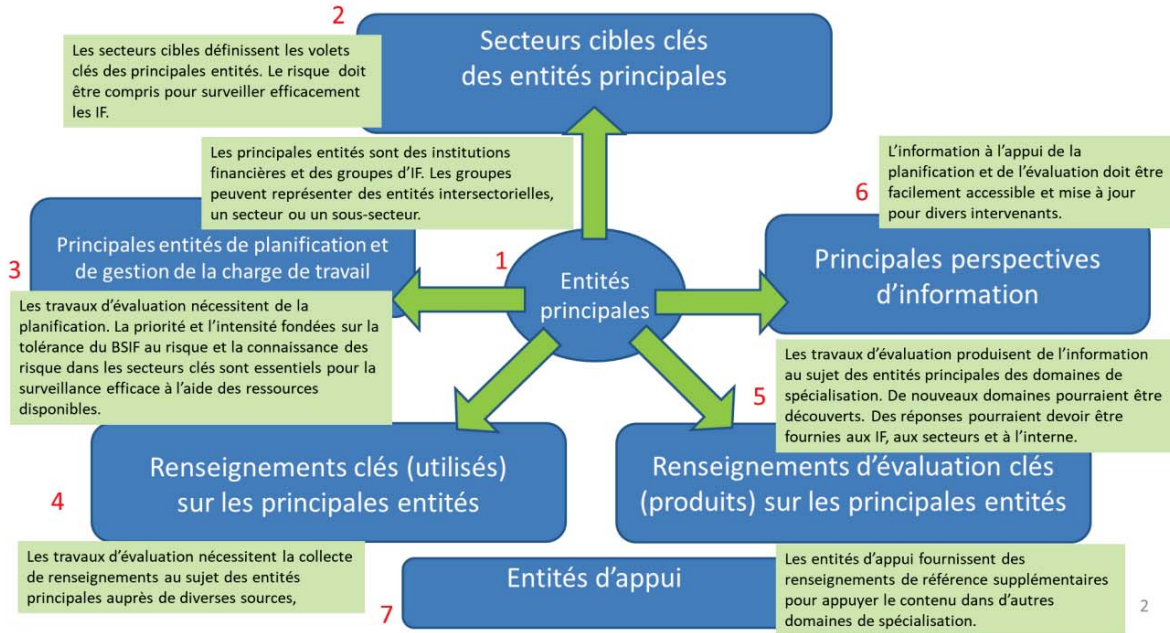 2
Secteurs cibles clés
des entités principales
Les secteurs cibles définissent les volets
clés des principales entités. Le risque doit
être compris pour surveiller efficacement
les IF.
Les principales entités sont des institutions
financières et des groupes d'IF. Les groupes
peuvent représenter des entités intersectorielles,
un secteur ou un sous-secteur.
L'information à l'appui de la
planification et de l'évaluation doit être
facilement accessible et mise à jour
pour divers intervenants.
6
Principales entités de planification et
de gestion de la charge de travail
3
1
Entités
principales
Principales perspectives
d'information
Les travaux d'évaluation nécessitent de la
planification. La priorité et l'intensité fondées sur la
tolérance du BSIF au risque et la connaissance des
risque dans les secteurs clés sont essentiels pour la
surveillance efficace à l'aide des ressources
disponibles.
Les travaux d'évaluation produisent de l'information
au sujet des entités principales des domaines de
spécialisation. De nouveaux domaines pourraient être
découverts. Des réponses pourraient devoir être
fournies aux IF, aux secteurs et à l'interne.
5
Renseignements clés (utilisés)
sur les principales entités
4
Renseignements d'évaluation clés
(produits) sur les principales entités
Les travaux d'évaluation nécessitent la collecte
de renseignements au sujet des entités
principales auprès de diverses sources,
Entités d'appui
7
Les entités d'appui fournissent des
renseignements de référence supplémentaires
pour appuyer le contenu dans d'autres
domaines de spécialisation.
2